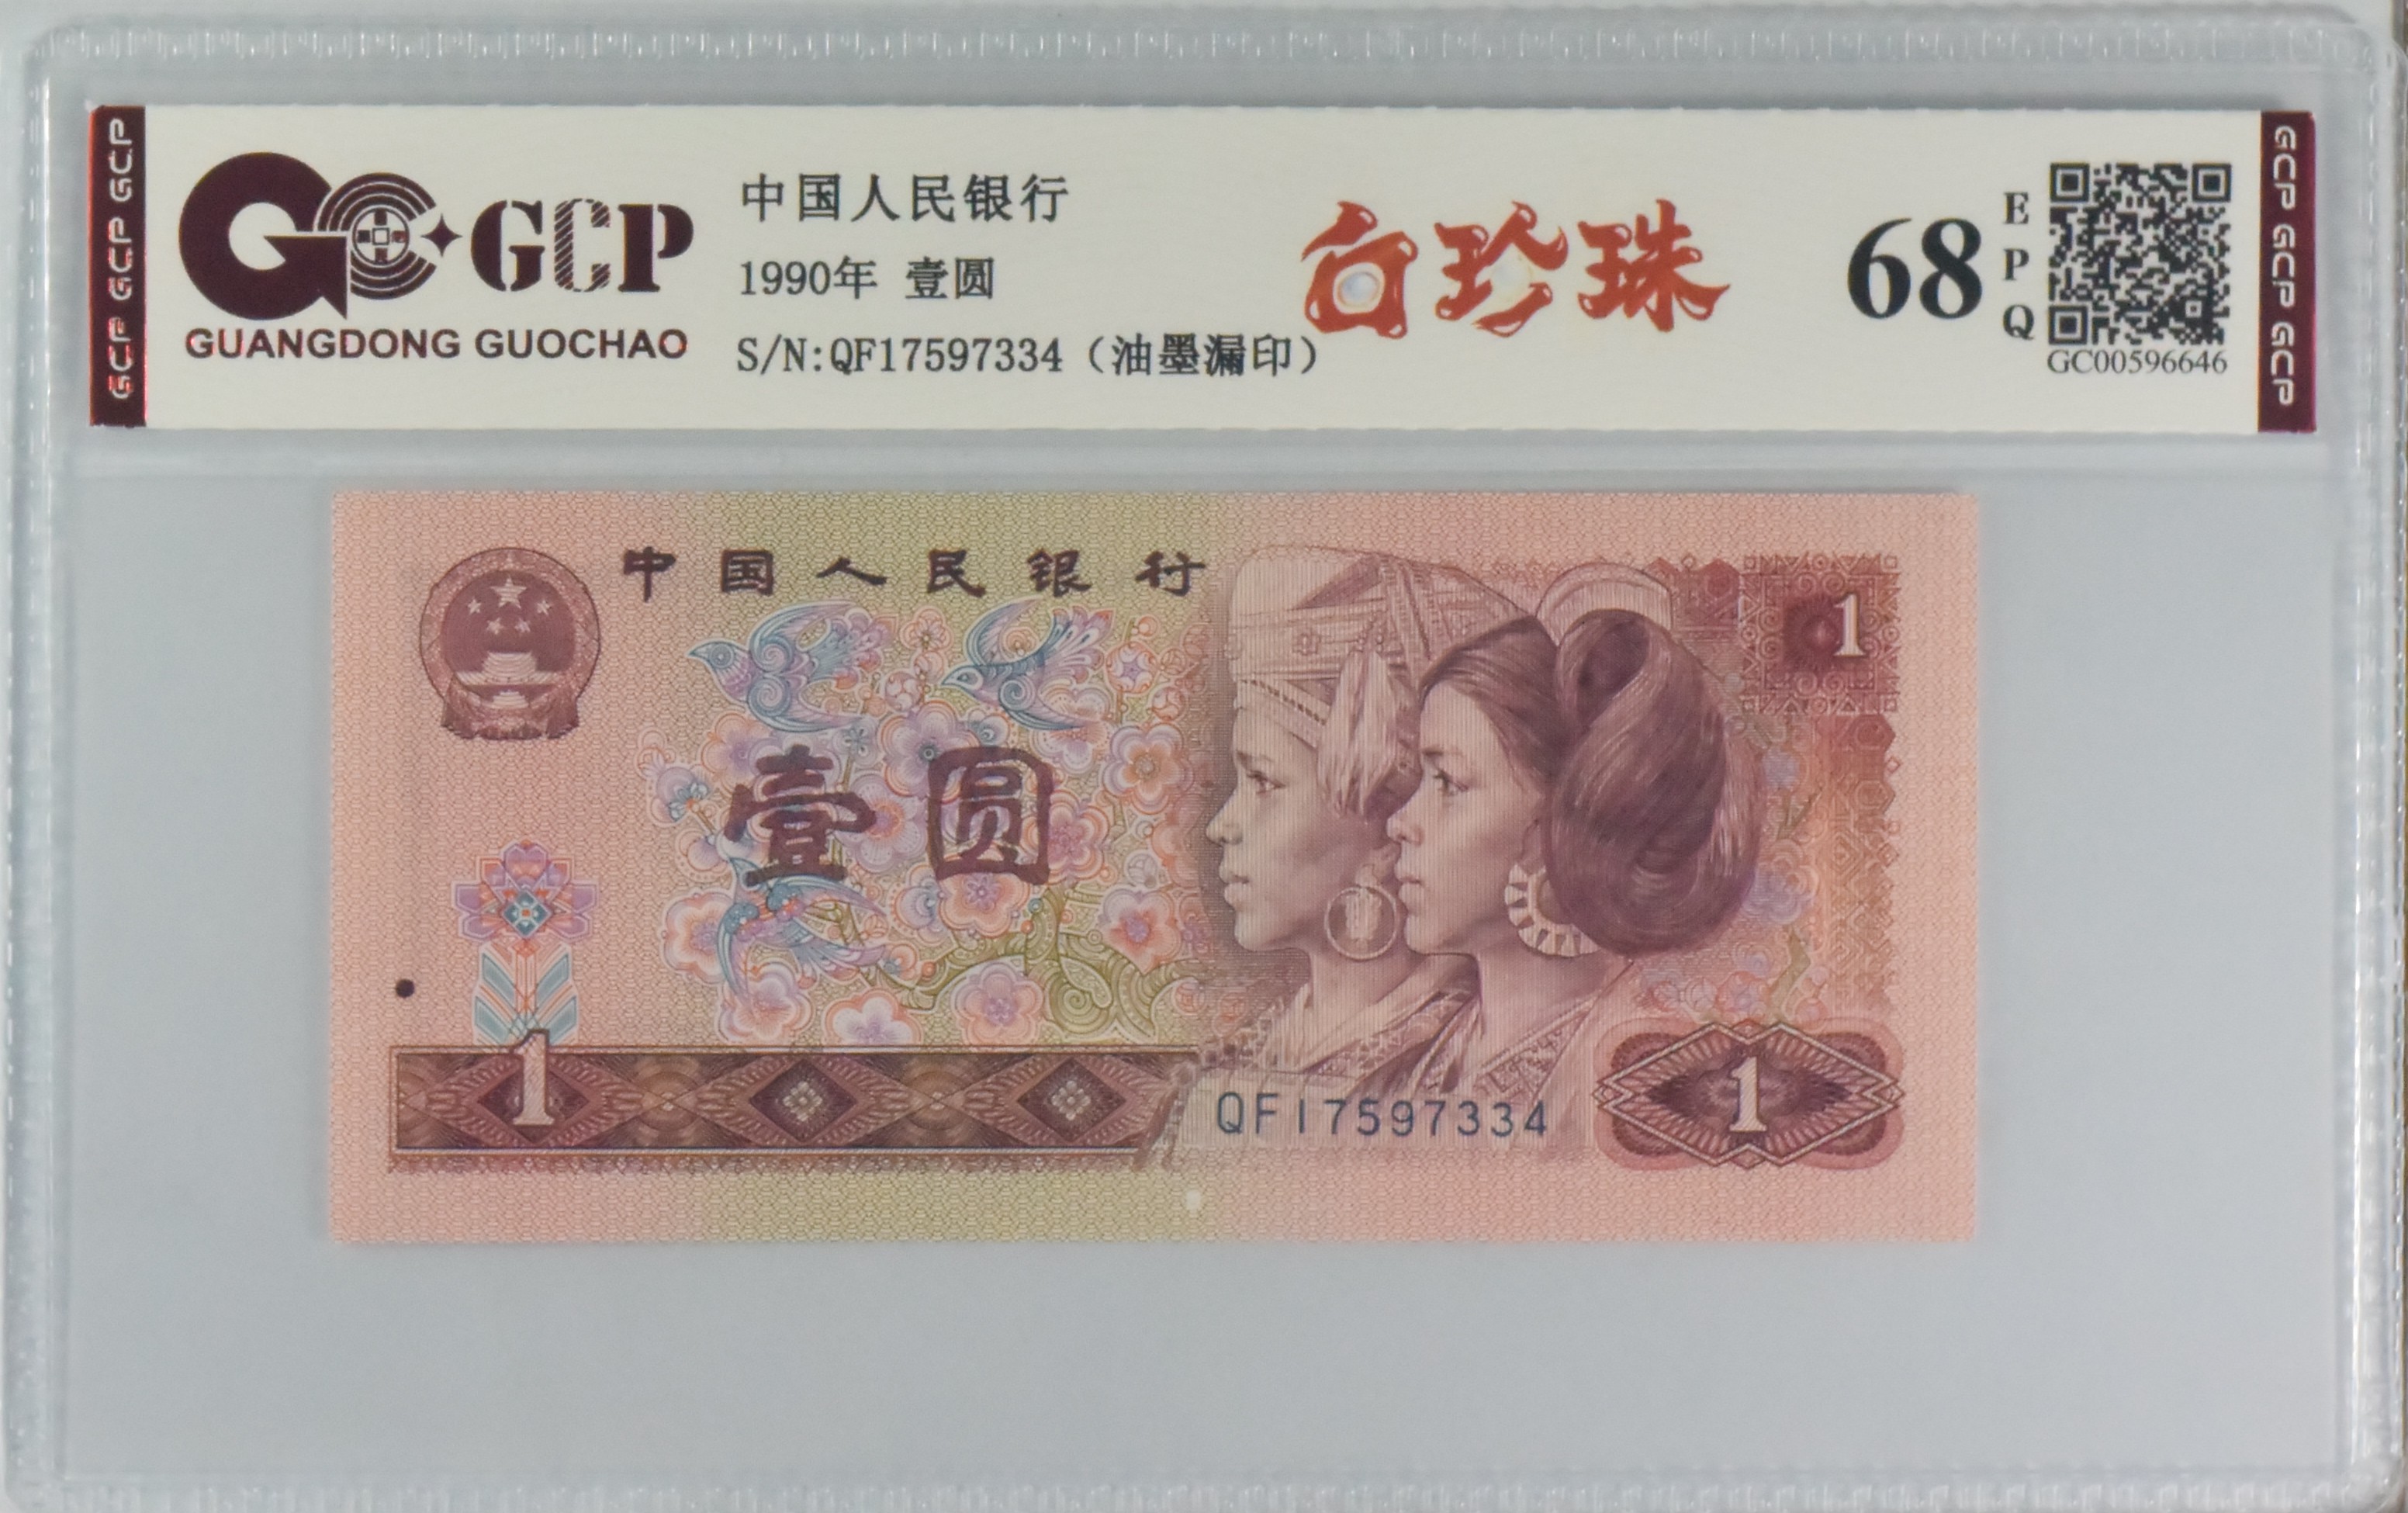 GCP GCP GCP
GCP
GUANGDONG GUOCHAO
中国人民银行
1990年 壹圆
S/N:QF17597334（油墨漏印）
白珍珠
68
EPQ
GC00596646
GCP GCP GCP
中国人民银行
1
壹圆
1
QF17597334
1